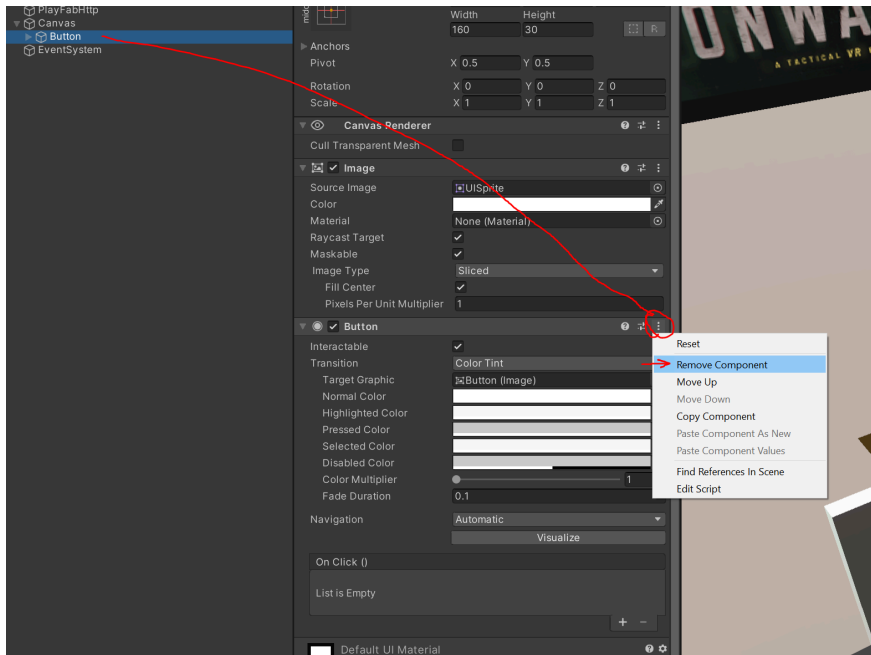 PlayFabHttp
Canvas
Button
EventSystem
Width Height
160 30 R
Anchors
Pivot X 0.5 Y 0.5
Rotation X 0 Y 0 Z 0
Scale X 1 Y 1 Z 1
Canvas Renderer
Cull Transparent Mesh
Image
Source Image UISprite
Color
Material None (Material)
Raycast Target
Maskable
Image Type Sliced
Fill Center
Pixels Per Unit Multiplier 1
Button
Interactable
Transition Color Tint
Target Graphic Button (Image)
Normal Color
Highlighted Color
Pressed Color
Selected Color
Disabled Color
Color Multiplier 1
Fade Duration 0.1
Navigation Automatic
Visualize
On Click ()
List is Empty
Default UI Material
Reset
Remove Component
Move Up
Move Down
Copy Component
Paste Component As New
Paste Component Values
Find References In Scene
Edit Script
ONWA
A TACTICAL VR